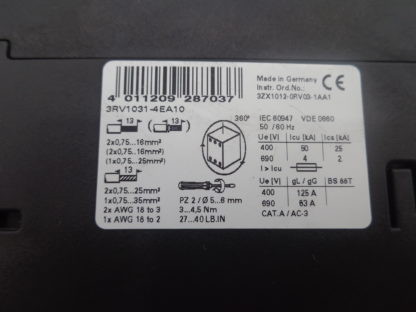 4 011209 287037
3RV1031-4EA10
Made in Germany
Instr. Ord.No.:
3ZX1012-0RV03-1AA1
CE
13
( 13 )
2x0,75...16mm²
(2x0,75...16mm²)
(1x0,75...25mm²)
13
2x0,75...25mm²
1x0,75...35mm²
2x AWG 18 to 3
1x AWG 18 to 2
360°
PZ 2 / Ø 5...6 mm
3...4,5 Nm
27...40 LB.IN
IEC 60947 VDE 0660
50 / 60 Hz
Ue [V] Icu [kA] Ics [kA]
400 50 25
690 4 2
I > Icu
Ue [V] gL / gG BS 88T
400 125 A
690 63 A
CAT.A / AC-3